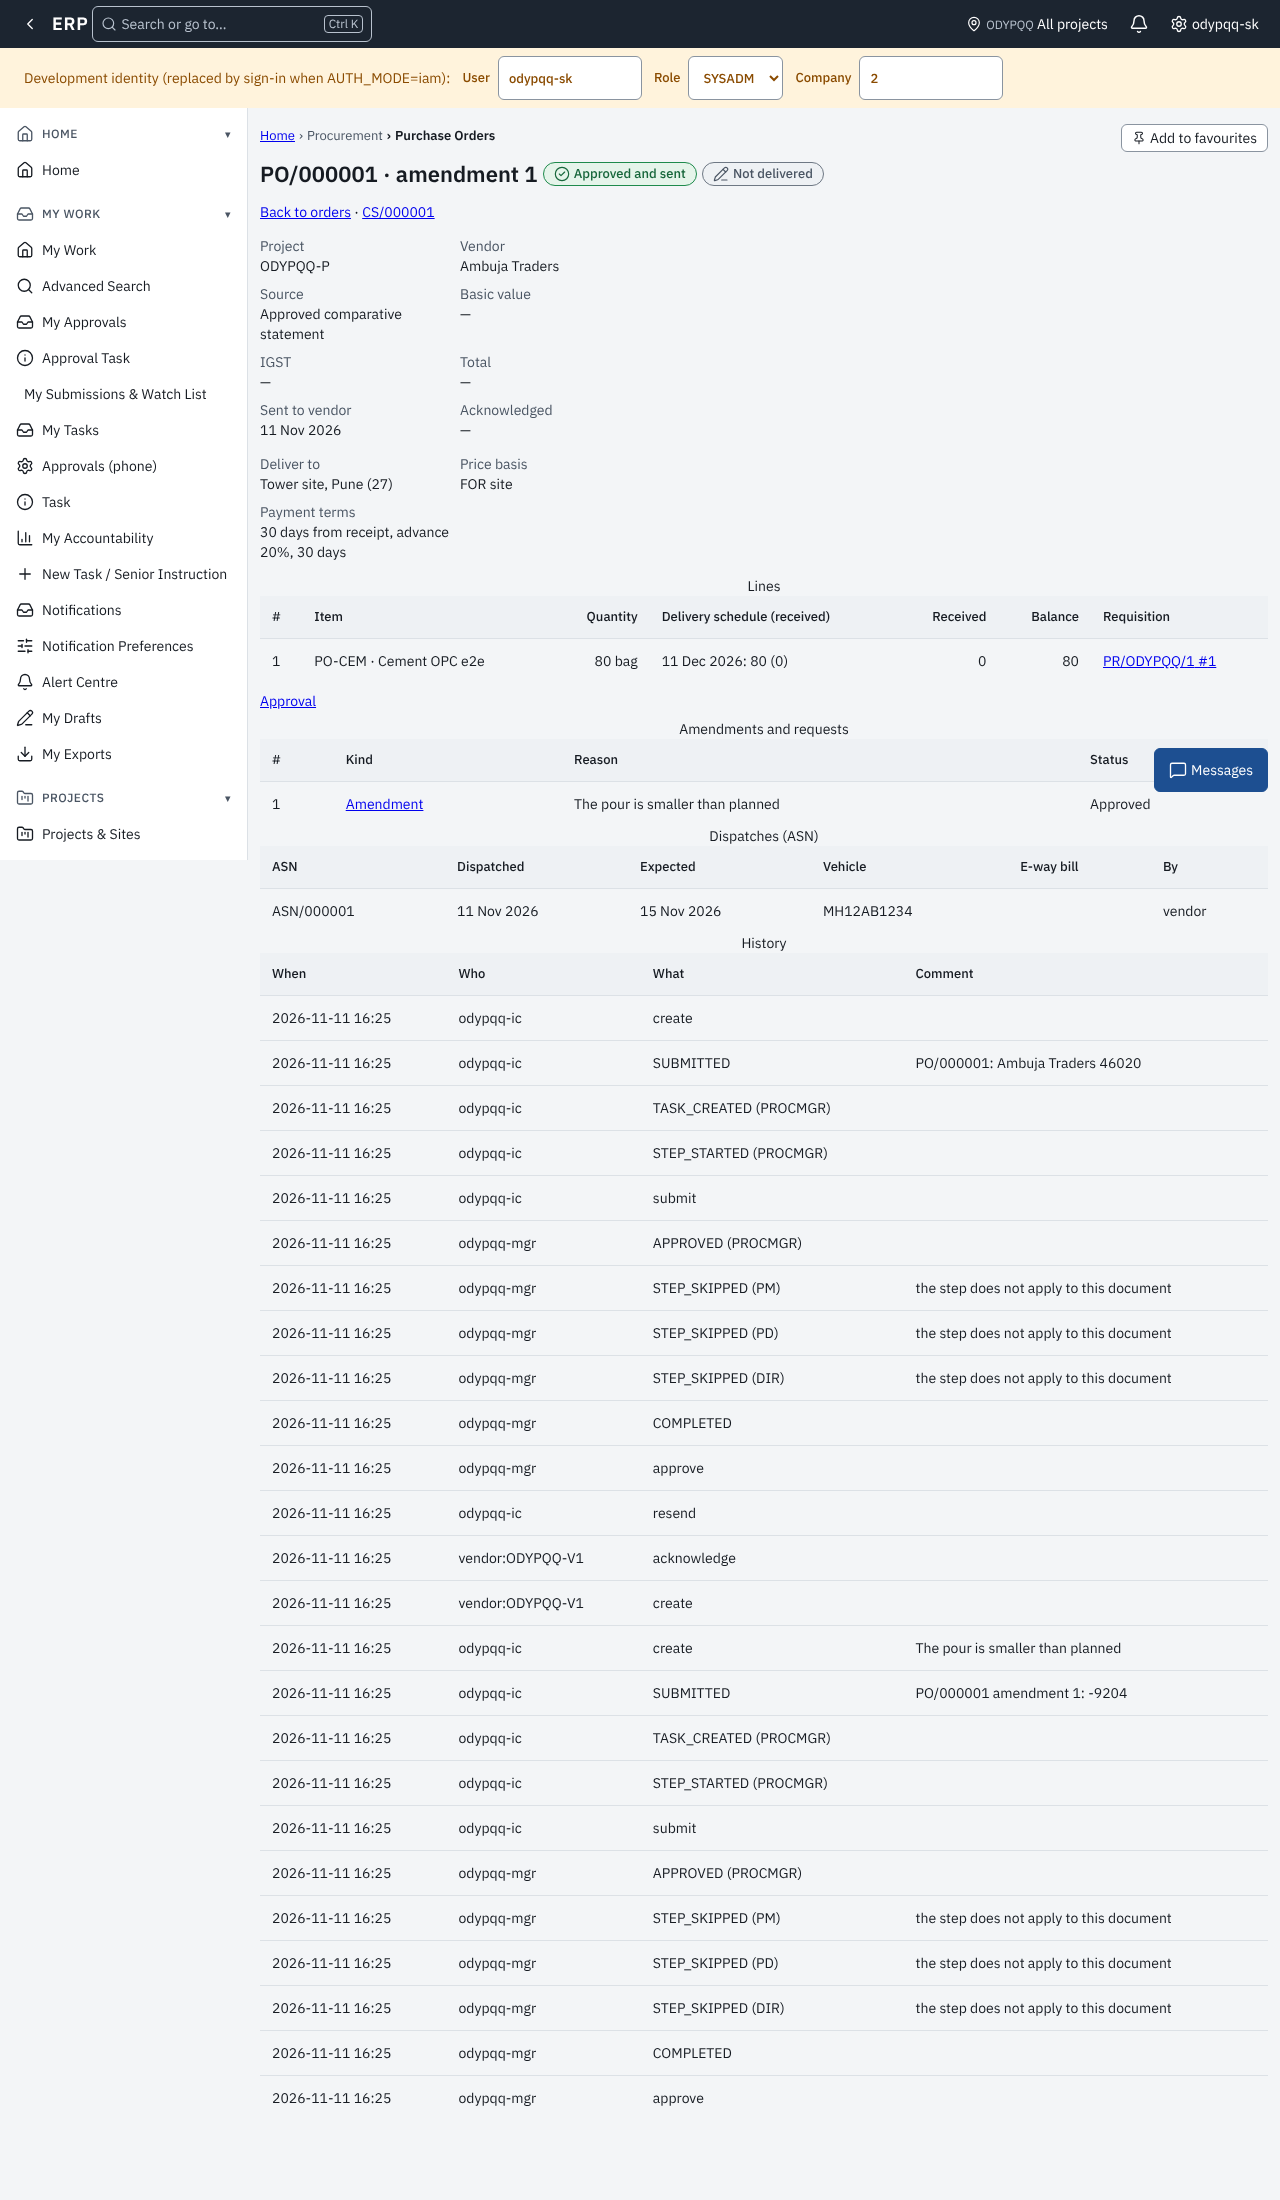 ERP Search or go to... Ctrl K ODYPQQ All projects odypqq-sk
Development identity (replaced by sign-in when AUTH_MODE=iam): User odypqq-sk Role SYSADM Company 2
HOME
Home
MY WORK
My Work
Advanced Search
My Approvals
Approval Task
My Submissions & Watch List
My Tasks
Approvals (phone)
Task
My Accountability
New Task / Senior Instruction
Notifications
Notification Preferences
Alert Centre
My Drafts
My Exports
PROJECTS
Projects & Sites
Home › Procurement › Purchase Orders
Add to favourites
PO/000001 · amendment 1 Approved and sent Not delivered
Back to orders · CS/000001
Project Vendor
ODYPQQ-P Ambuja Traders
Source Basic value
Approved comparative —
statement
IGST Total
— —
Sent to vendor Acknowledged
11 Nov 2026 —
Deliver to Price basis
Tower site, Pune (27) FOR site
Payment terms
30 days from receipt, advance
20%, 30 days
Lines
# Item Quantity Delivery schedule (received) Received Balance Requisition
1 PO-CEM · Cement OPC e2e 80 bag 11 Dec 2026: 80 (0) 0 80 PR/ODYPQQ/1 #1
Approval
Amendments and requests
# Kind Reason Status
Messages
1 Amendment The pour is smaller than planned Approved
Dispatches (ASN)
ASN Dispatched Expected Vehicle E-way bill By
ASN/000001 11 Nov 2026 15 Nov 2026 MH12AB1234 vendor
History
When Who What Comment
2026-11-11 16:25 odypqq-ic create
2026-11-11 16:25 odypqq-ic SUBMITTED PO/000001: Ambuja Traders 46020
2026-11-11 16:25 odypqq-ic TASK_CREATED (PROCMGR)
2026-11-11 16:25 odypqq-ic STEP_STARTED (PROCMGR)
2026-11-11 16:25 odypqq-ic submit
2026-11-11 16:25 odypqq-mgr APPROVED (PROCMGR)
2026-11-11 16:25 odypqq-mgr STEP_SKIPPED (PM) the step does not apply to this document
2026-11-11 16:25 odypqq-mgr STEP_SKIPPED (PD) the step does not apply to this document
2026-11-11 16:25 odypqq-mgr STEP_SKIPPED (DIR) the step does not apply to this document
2026-11-11 16:25 odypqq-mgr COMPLETED
2026-11-11 16:25 odypqq-mgr approve
2026-11-11 16:25 odypqq-ic resend
2026-11-11 16:25 vendor:ODYPQQ-V1 acknowledge
2026-11-11 16:25 vendor:ODYPQQ-V1 create
2026-11-11 16:25 odypqq-ic create The pour is smaller than planned
2026-11-11 16:25 odypqq-ic SUBMITTED PO/000001 amendment 1: -9204
2026-11-11 16:25 odypqq-ic TASK_CREATED (PROCMGR)
2026-11-11 16:25 odypqq-ic STEP_STARTED (PROCMGR)
2026-11-11 16:25 odypqq-ic submit
2026-11-11 16:25 odypqq-mgr APPROVED (PROCMGR)
2026-11-11 16:25 odypqq-mgr STEP_SKIPPED (PM) the step does not apply to this document
2026-11-11 16:25 odypqq-mgr STEP_SKIPPED (PD) the step does not apply to this document
2026-11-11 16:25 odypqq-mgr STEP_SKIPPED (DIR) the step does not apply to this document
2026-11-11 16:25 odypqq-mgr COMPLETED
2026-11-11 16:25 odypqq-mgr approve